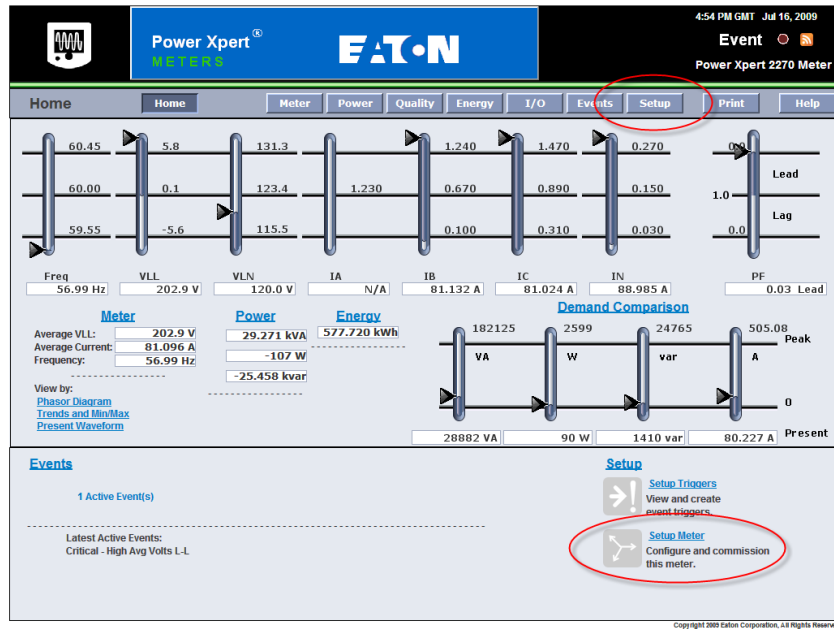 4:54 PM GMT Jul 16, 2009
Power Xpert®
METERS
EATON
Event
Power Xpert 2270 Meter
Home
Home Meter Power Quality Energy I/O Events Setup Print Help
60.45 5.8 131.3 1.240 1.470 0.270 0.0
Lead
60.00 0.1 123.4 1.230 0.670 0.890 0.150 1.0
Lag
59.55 -5.6 115.5 0.100 0.310 0.030 0.0
Freq VLL VLN IA IB IC IN PF
56.99 Hz 202.9 V 120.0 V N/A 81.132 A 81.024 A 88.985 A 0.03 Lead
Meter
Average VLL: 202.9 V
Average Current: 81.096 A
Frequency: 56.99 Hz
View by:
Phasor Diagram
Trends and Min/Max
Present Waveform
Power
29.271 kVA
-107 W
-25.458 kvar
Energy
577.720 kWh
Demand Comparison
182125 2599 24765 505.08
Peak
VA W var A
0
28882 VA 90 W 1410 var 80.227 A Present
Events
1 Active Event(s)
Latest Active Events:
Critical - High Avg Volts L-L
Setup
Setup Triggers
View and create
event triggers.
Setup Meter
Configure and commission
this meter.
Copyright 2009 Eaton Corporation, All Rights Reserve